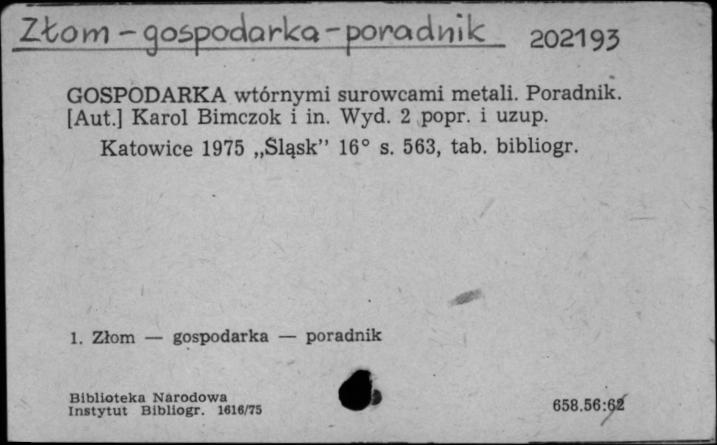 Złom - gospodarka - poradnik 202193
GOSPODARKA wtórnymi surowcami metali. Poradnik.
[Aut.] Karol Bimczok i in. Wyd. 2 popr. i uzup.
Katowice 1975 „Śląsk” 16° s. 563, tab. bibliogr.
1. Złom — gospodarka — poradnik
Biblioteka Narodowa
Instytut Bibliogr. 1616/75
658.56:62